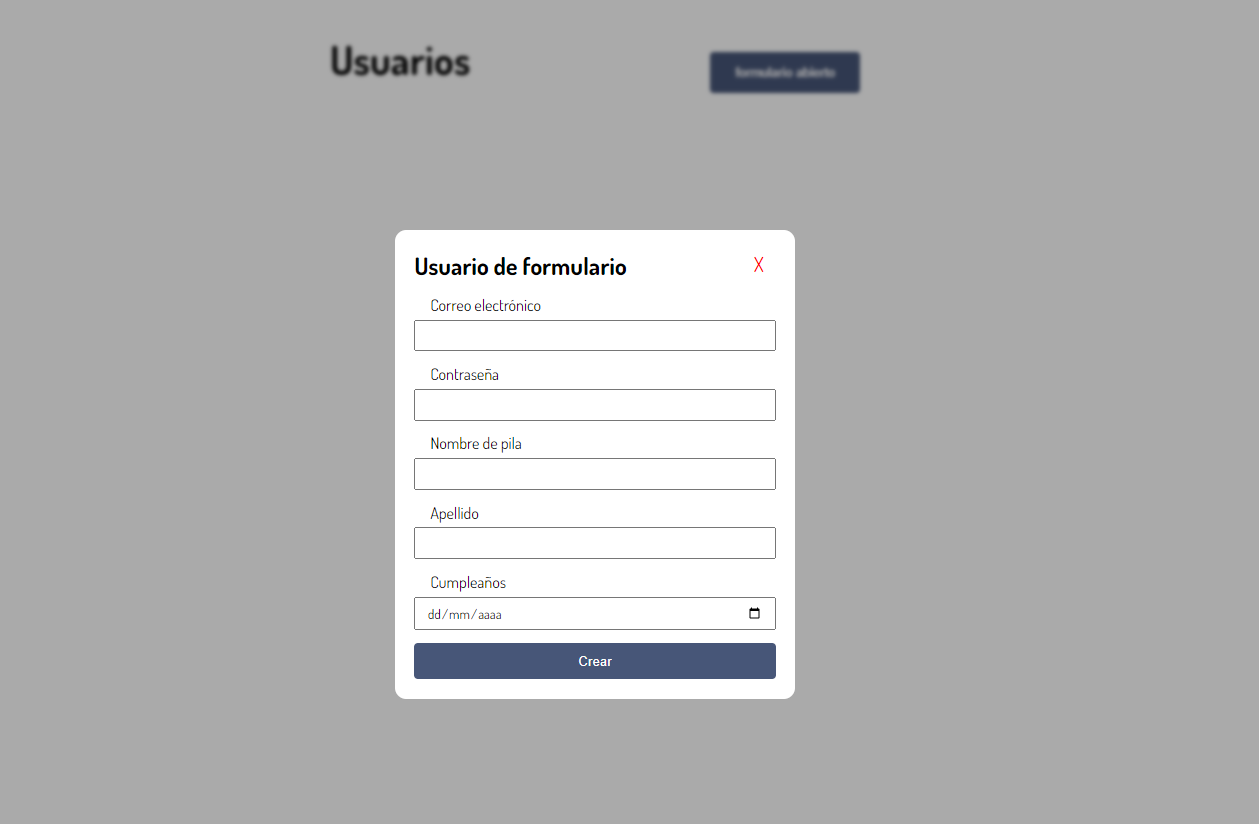 Usuarios
formulario abierto
Usuario de formulario
X
Correo electrónico
Contraseña
Nombre de pila
Apellido
Cumpleaños
dd/mm/aaaa
Crear